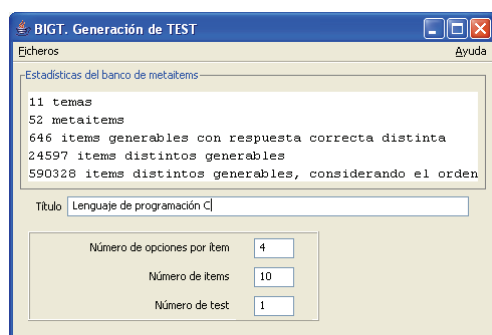 BIGT. Generación de TEST
Ficheros Ayuda
Estadísticas del banco de metaitems
11 temas
52 metaitems
646 items generables con respuesta correcta distinta
24597 items distintos generables
590328 items distintos generables, considerando el orden
Título Lenguaje de programación C
Número de opciones por ítem 4
Número de items 10
Número de test 1